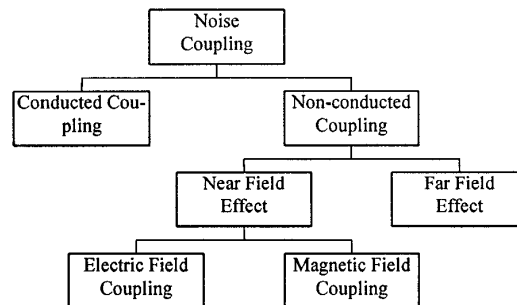 Noise
Coupling
Conducted Cou-
pling
Non-conducted
Coupling
Near Field
Effect
Far Field
Effect
Electric Field
Coupling
Magnetic Field
Coupling